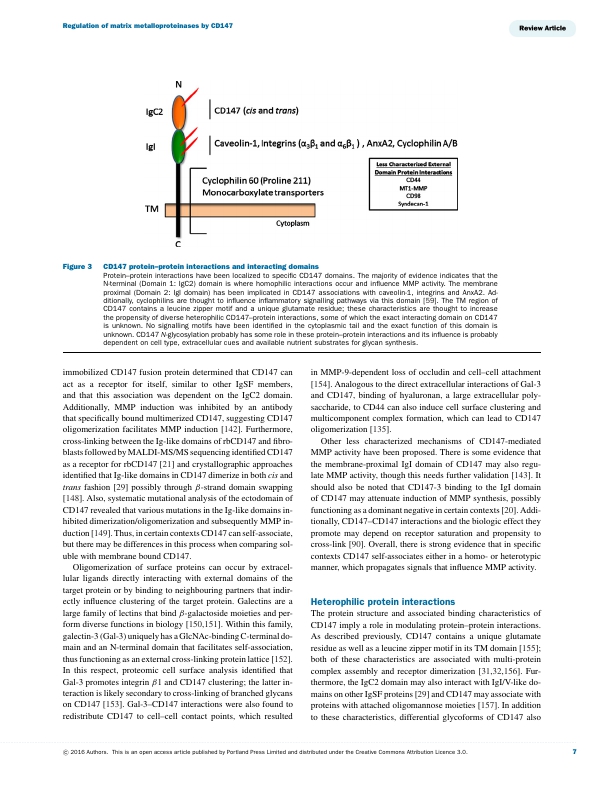 Regulation of matrix metalloproteinases by CD147
Review Article
N
IgC2
CD147 (cis and trans)
IgI
Caveolin-1, Integrins (α3β1 and α6β1 ) , AnxA2, Cyclophilin A/B
Less Characterized External
Domain Protein Interactions
CD44
MT1-MMP
CD98
Syndecan-1
Cyclophilin 60 (Proline 211)
Monocarboxylate transporters
TM
Cytoplasm
C
Figure 3 CD147 protein–protein interactions and interacting domains
Protein–protein interactions have been localized to specific CD147 domains. The majority of evidence indicates that the
N-terminal (Domain 1: IgC2) domain is where homophilic interactions occur and influence MMP activity. The membrane
proximal (Domain 2: IgI domain) has been implicated in CD147 associations with caveolin-1, integrins and AnxA2. Ad-
ditionally, cyclophilins are thought to influence inflammatory signalling pathways via this domain [59]. The TM region of
CD147 contains a leucine zipper motif and a unique glutamate residue; these characteristics are thought to increase
the propensity of diverse heterophilic CD147–protein interactions, some of which the exact interacting domain on CD147
is unknown. No signalling motifs have been identified in the cytoplasmic tail and the exact function of this domain is
unknown. CD147 N-glycosylation probably has some role in these protein–protein interactions and its influence is probably
dependent on cell type, extracellular cues and available nutrient substrates for glycan synthesis.
immobilized CD147 fusion protein determined that CD147 can
act as a receptor for itself, similar to other IgSF members,
and that this association was dependent on the IgC2 domain.
Additionally, MMP induction was inhibited by an antibody
that specifically bound multimerized CD147, suggesting CD147
oligomerization facilitates MMP induction [142]. Furthermore,
cross-linking between the Ig-like domains of rbCD147 and fibro-
blasts followed by MALDI-MS/MS sequencing identified CD147
as a receptor for rbCD147 [21] and crystallographic approaches
identified that Ig-like domains in CD147 dimerize in both cis and
trans fashion [29] possibly through β-strand domain swapping
[148]. Also, systematic mutational analysis of the ectodomain of
CD147 revealed that various mutations in the Ig-like domains in-
hibited dimerization/oligomerization and subsequently MMP in-
duction [149]. Thus, in certain contexts CD147 can self-associate,
but there may be differences in this process when comparing sol-
uble with membrane bound CD147.
Oligomerization of surface proteins can occur by extracel-
lular ligands directly interacting with external domains of the
target protein or by binding to neighbouring partners that indir-
ectly influence clustering of the target protein. Galectins are a
large family of lectins that bind β-galactoside moieties and per-
form diverse functions in biology [150,151]. Within this family,
galectin-3 (Gal-3) uniquely has a GlcNAc-binding C-terminal do-
main and an N-terminal domain that facilitates self-association,
thus functioning as an external cross-linking protein lattice [152].
In this respect, proteomic cell surface analysis identified that
Gal-3 promotes integrin β1 and CD147 clustering; the latter in-
teraction is likely secondary to cross-linking of branched glycans
on CD147 [153]. Gal-3–CD147 interactions were also found to
redistribute CD147 to cell–cell contact points, which resulted
in MMP-9-dependent loss of occludin and cell–cell attachment
[154]. Analogous to the direct extracellular interactions of Gal-3
and CD147, binding of hyaluronan, a large extracellular poly-
saccharide, to CD44 can also induce cell surface clustering and
multicomponent complex formation, which can lead to CD147
oligomerization [135].
Other less characterized mechanisms of CD147-mediated
MMP activity have been proposed. There is some evidence that
the membrane-proximal IgI domain of CD147 may also regu-
late MMP activity, though this needs further validation [143]. It
should also be noted that CD147-3 binding to the IgI domain
of CD147 may attenuate induction of MMP synthesis, possibly
functioning as a dominant negative in certain contexts [20]. Addi-
tionally, CD147–CD147 interactions and the biologic effect they
promote may depend on receptor saturation and propensity to
cross-link [90]. Overall, there is strong evidence that in specific
contexts CD147 self-associates either in a homo- or heterotypic
manner, which propagates signals that influence MMP activity.
Heterophilic protein interactions
The protein structure and associated binding characteristics of
CD147 imply a role in modulating protein–protein interactions.
As described previously, CD147 contains a unique glutamate
residue as well as a leucine zipper motif in its TM domain [155];
both of these characteristics are associated with multi-protein
complex assembly and receptor dimerization [31,32,156]. Fur-
thermore, the IgC2 domain may also interact with IgI/V-like do-
mains on other IgSF proteins [29] and CD147 may associate with
proteins with attached oligomannose moieties [157]. In addition
to these characteristics, differential glycoforms of CD147 also
© 2016 Authors. This is an open access article published by Portland Press Limited and distributed under the Creative Commons Attribution Licence 3.0.
7